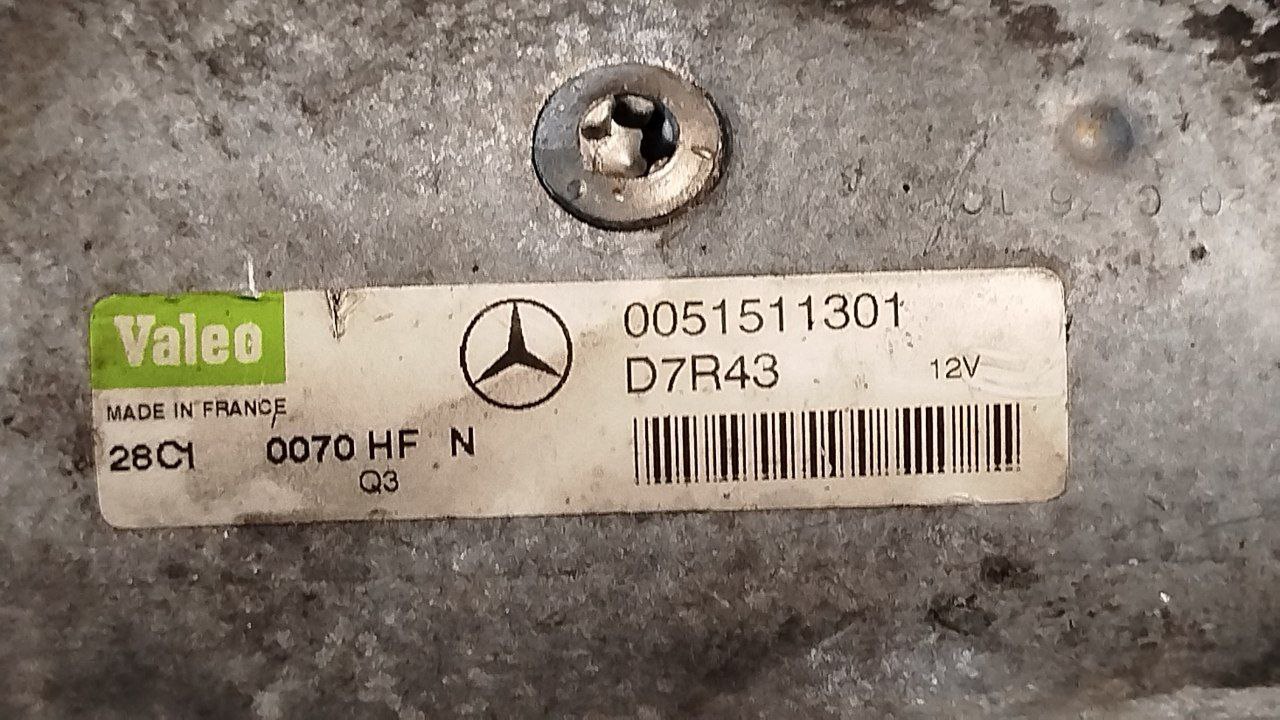 Valeo
MADE IN FRANCE
28C1 0070 HF N
Q3
0051511301
D7R43 12V